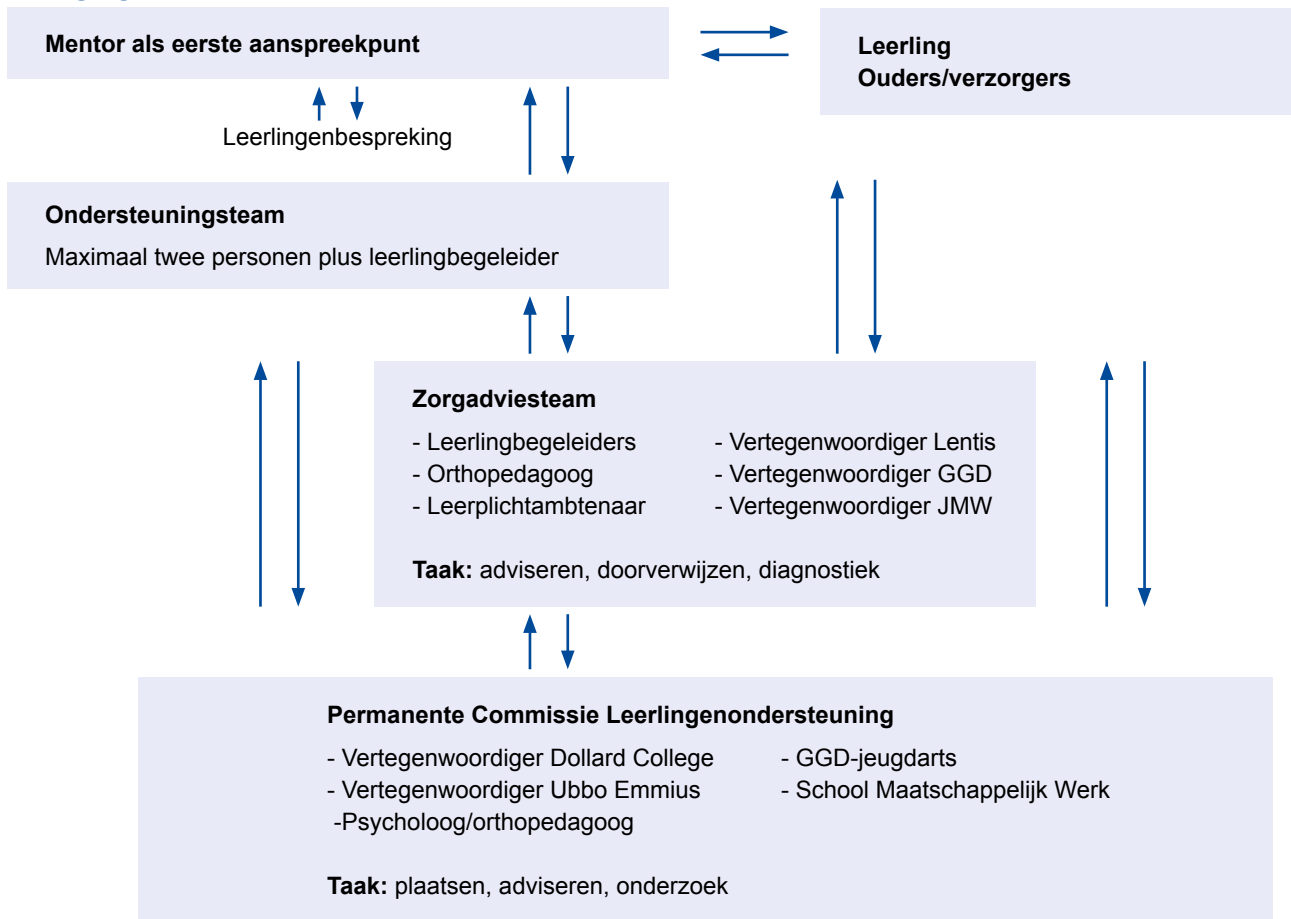 Mentor als eerste aanspreekpunt
Leerling
Ouders/verzorgers
Leerlingenbespreking
Ondersteuningsteam
Maximaal twee personen plus leerlingbegeleider
Zorgadviesteam
- Leerlingbegeleiders
- Orthopedagoog
- Leerplichtambtenaar
- Vertegenwoordiger Lentis
- Vertegenwoordiger GGD
- Vertegenwoordiger JMW
Taak: adviseren, doorverwijzen, diagnostiek
Permanente Commissie Leerlingenondersteuning
- Vertegenwoordiger Dollard College
- Vertegenwoordiger Ubbo Emmius
-Psycholoog/orthopedagoog
- GGD-jeugdarts
- School Maatschappelijk Werk
Taak: plaatsen, adviseren, onderzoek